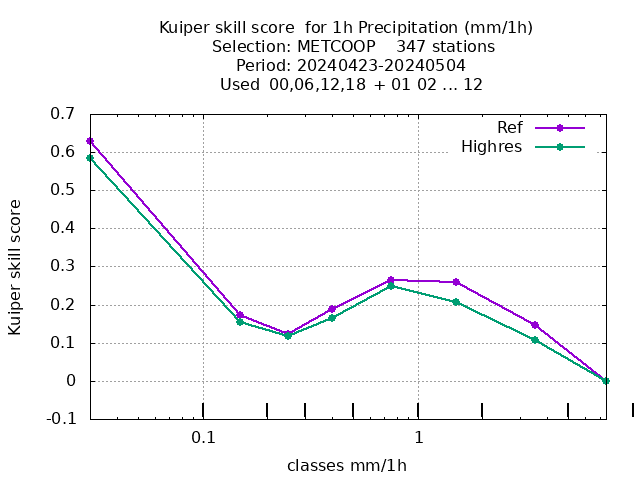 Kuiper skill score  for 1h Precipitation (mm/1h)
Selection: METCOOP    347 stations
Period: 20240423-20240504
Used  00,06,12,18  + 01 02 ... 12
0.7
0.6
0.5
0.4
0.3
0.2
0.1
0
-0.1
Kuiper skill score
Ref
Highres
0.1
1
classes mm/1h